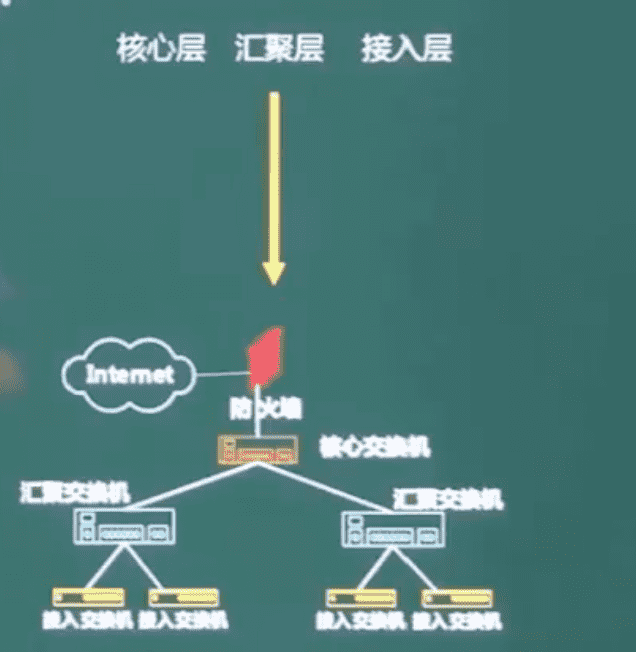 核心层 汇聚层 接入层
Internet
防火墙
核心交换机
汇聚交换机
汇聚交换机
接入交换机 接入交换机 接入交换机 接入交换机